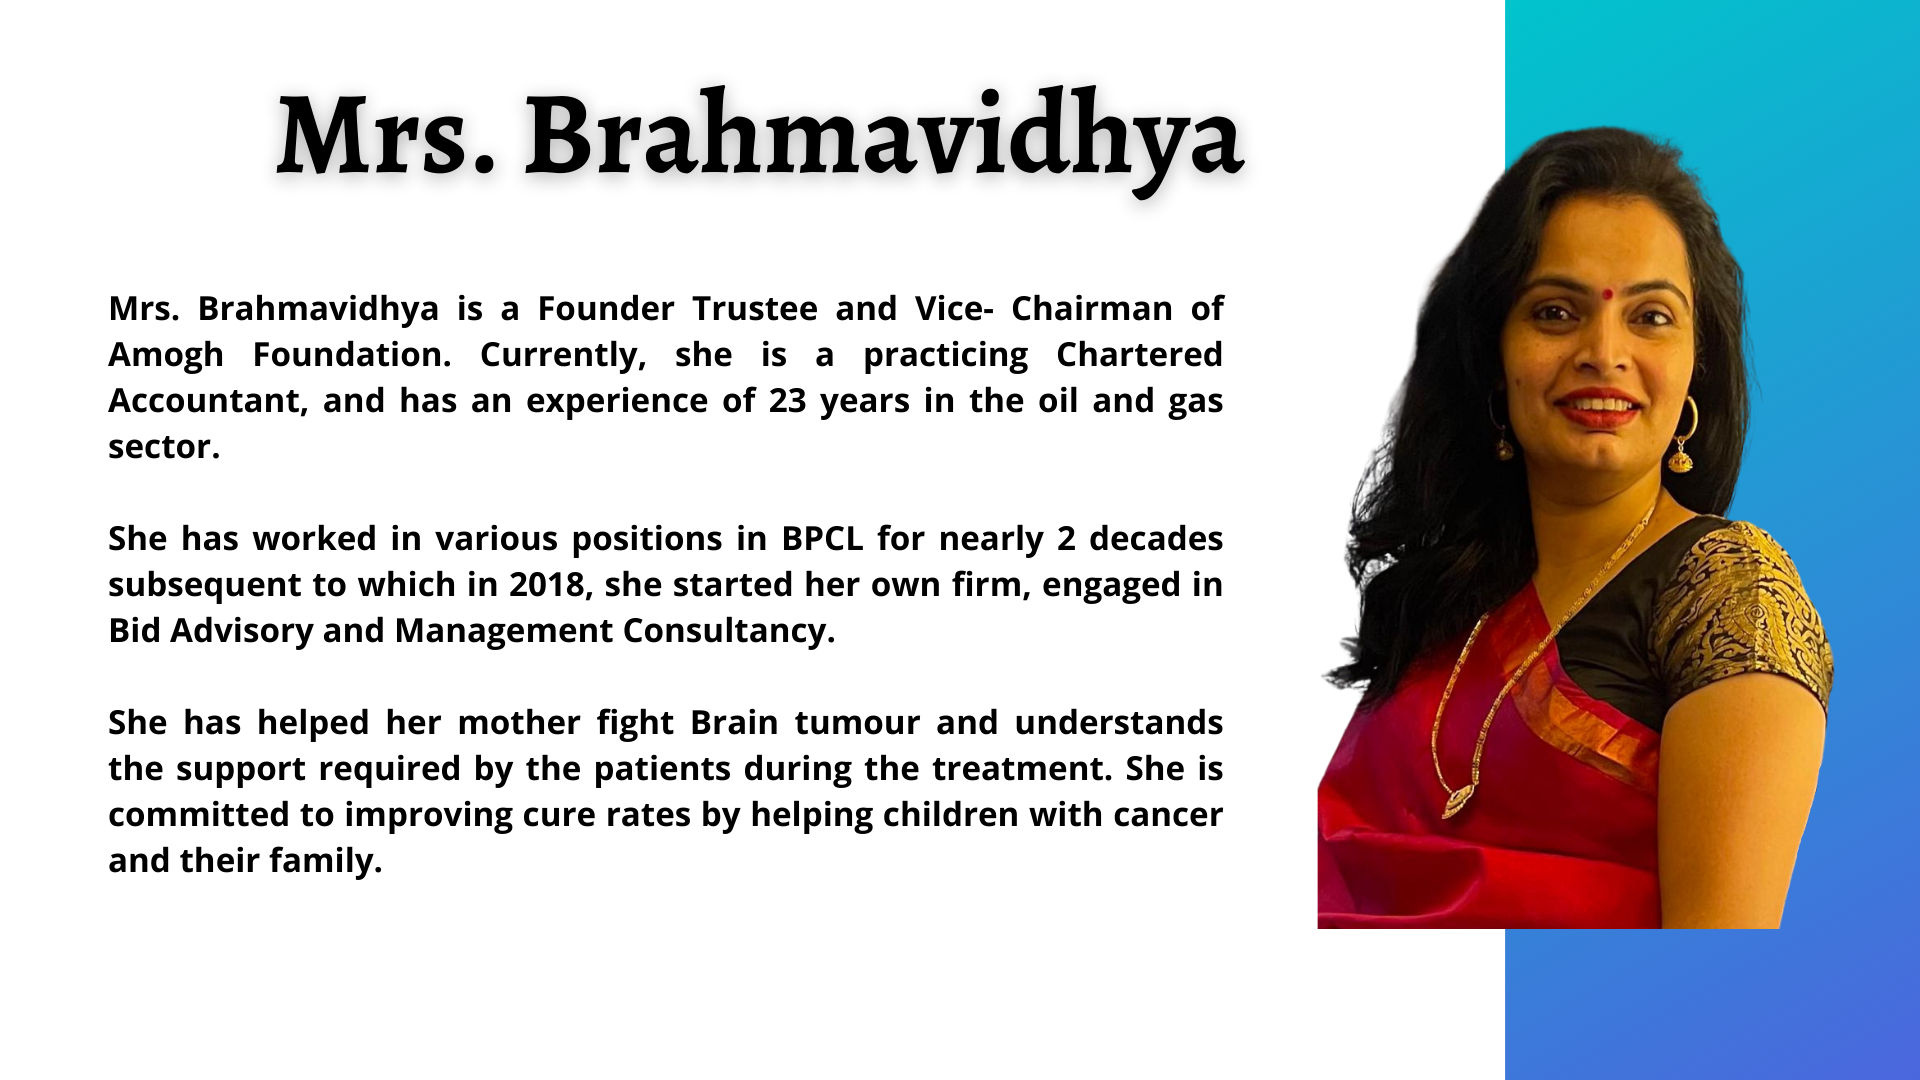 Mrs. Brahmavidhya
Mrs. Brahmavidhya is a Founder Trustee and Vice- Chairman of
Amogh Foundation. Currently, she is a practicing Chartered
Accountant, and has an experience of 23 years in the oil and gas
sector.
She has worked in various positions in BPCL for nearly 2 decades
subsequent to which in 2018, she started her own firm, engaged in
Bid Advisory and Management Consultancy.
She has helped her mother fight Brain tumour and understands
the support required by the patients during the treatment. She is
committed to improving cure rates by helping children with cancer
and their family.